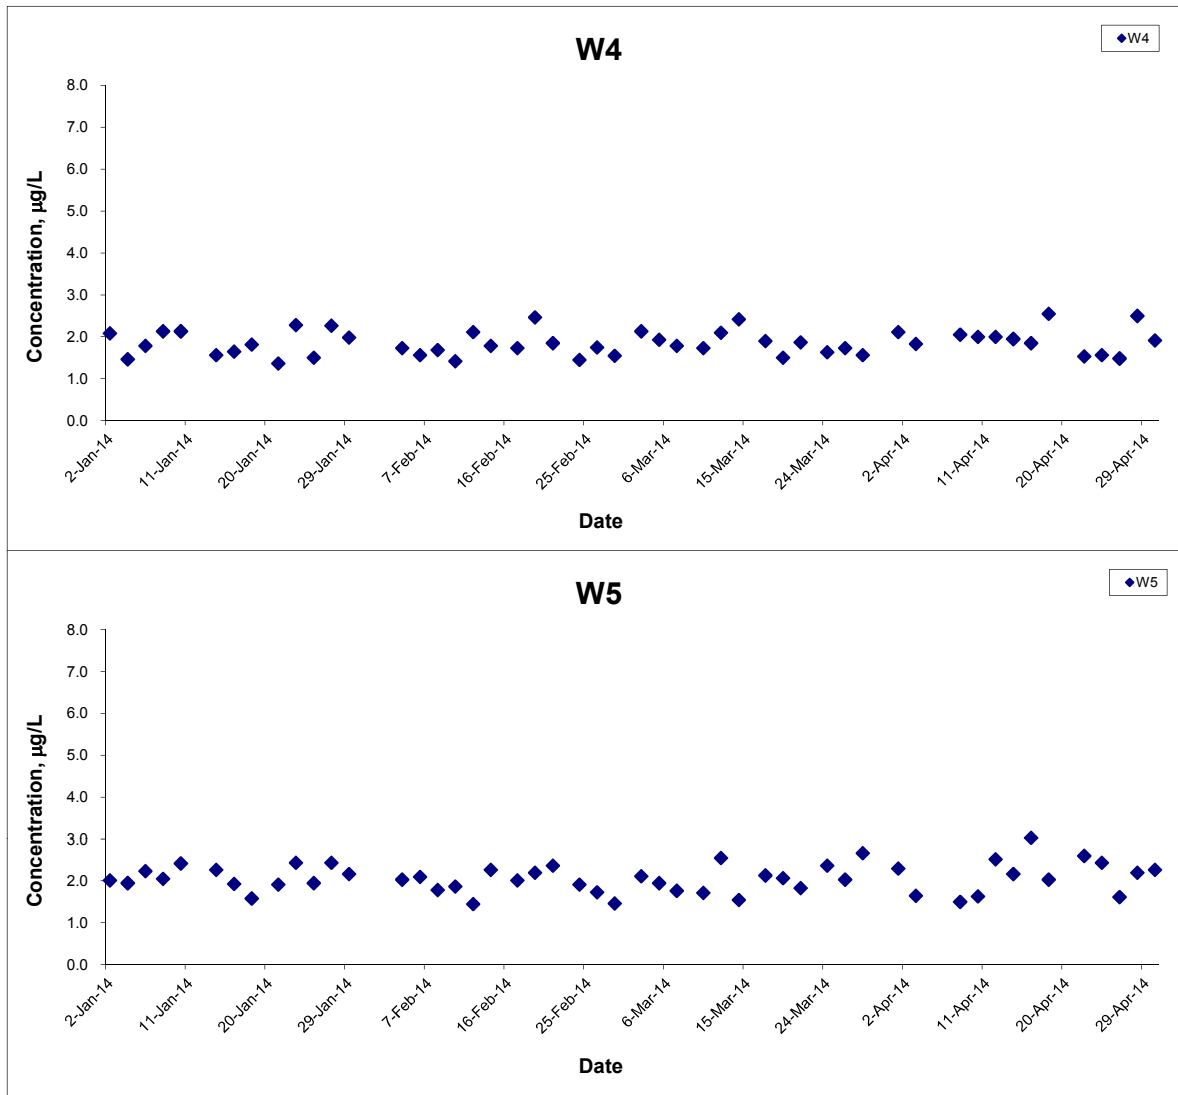 W4
W4
Concentration, µg/L
8.0
7.0
6.0
5.0
4.0
3.0
2.0
1.0
0.0
2-Jan-14
11-Jan-14
20-Jan-14
29-Jan-14
7-Feb-14
16-Feb-14
25-Feb-14
6-Mar-14
15-Mar-14
24-Mar-14
2-Apr-14
11-Apr-14
20-Apr-14
29-Apr-14
Date
W5
W5
Concentration, µg/L
8.0
7.0
6.0
5.0
4.0
3.0
2.0
1.0
0.0
2-Jan-14
11-Jan-14
20-Jan-14
29-Jan-14
7-Feb-14
16-Feb-14
25-Feb-14
6-Mar-14
15-Mar-14
24-Mar-14
2-Apr-14
11-Apr-14
20-Apr-14
29-Apr-14
Date